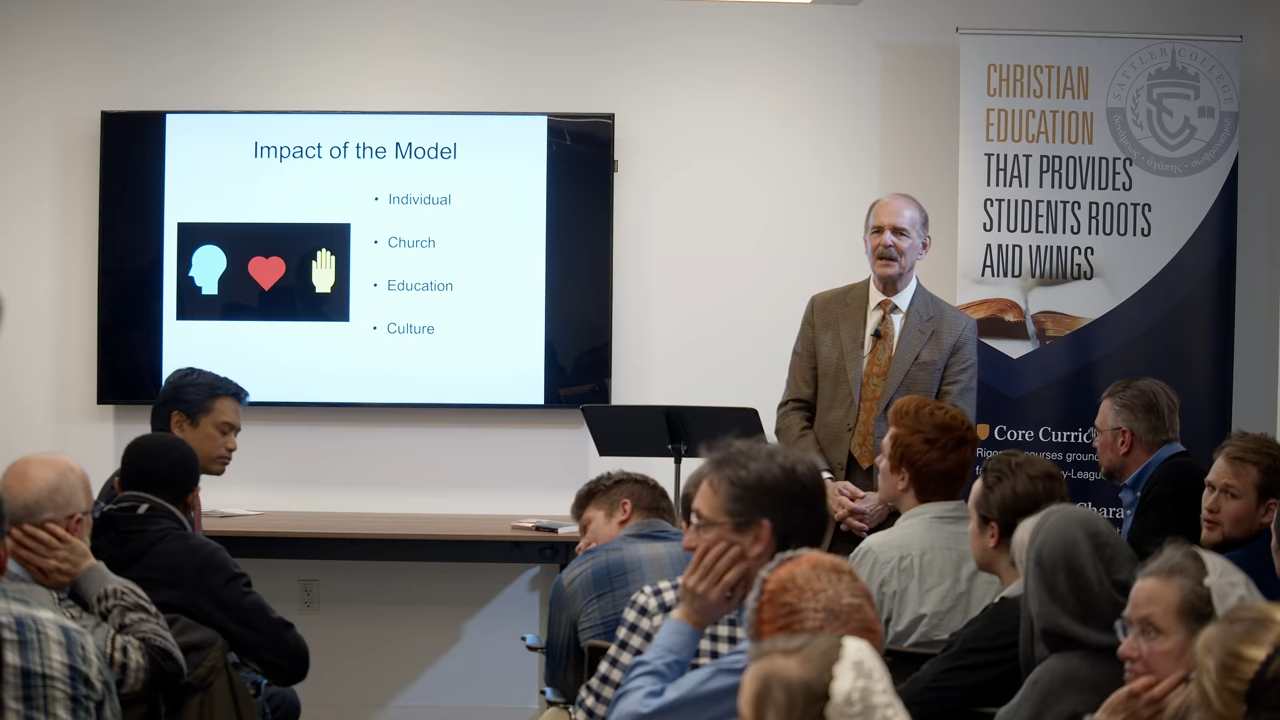 Impact of the Model
• Individual
• Church
• Education
• Culture
SATTLER COLLEGE
CHRISTIAN
EDUCATION
THAT PROVIDES
STUDENTS ROOTS
AND WINGS
Core
courses